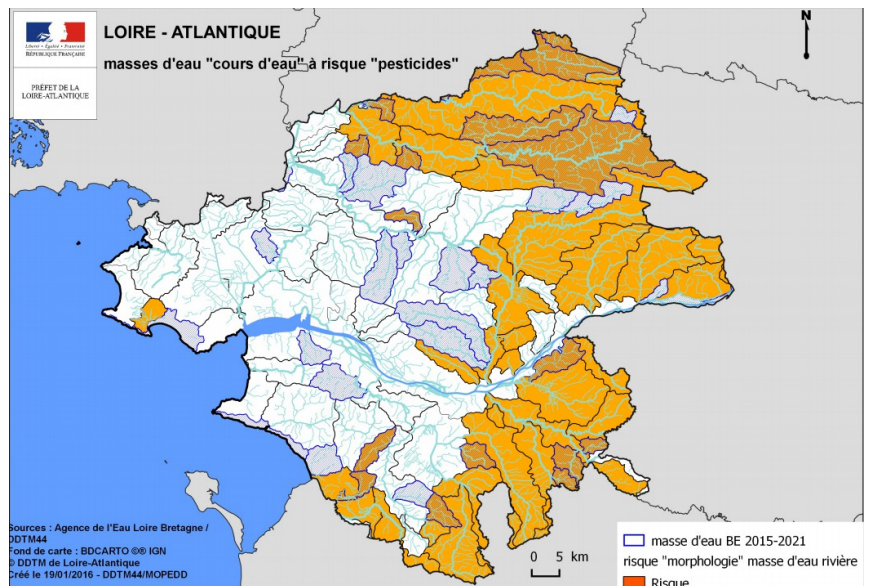 Liberté • Égalité • Fraternité
RÉPUBLIQUE FRANÇAISE
PRÉFET DE LA
LOIRE-ATLANTIQUE
LOIRE - ATLANTIQUE
masses d'eau "cours d'eau" à risque "pesticides"
N
Sources : Agence de l'Eau Loire Bretagne /
DDTM44
Fond de carte : BDCARTO ©® IGN
© DDTM de Loire-Atlantique
Créé le 19/01/2016 - DDTM44/MOPEDD
0 5 km
masse d'eau BE 2015-2021
risque "morphologie" masse d'eau rivière
Risque